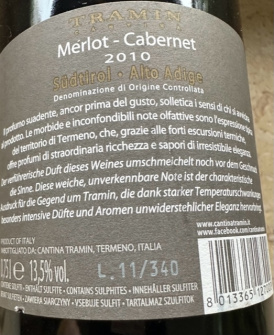 TRAMIN
Merlot - Cabernet
2010
Südtirol • Alto Adige
Denominazione di Origine Controllata
Il profumo suadente, ancor prima del gusto, solletica i sensi di chi si avvicina
prodotto. Le morbide e inconfondibili note olfattive sono l'espressione tipica
del territorio di Termeno, che, grazie alle forti escursioni termiche,
offre profumi di straordinaria ricchezza e sapori di irresistibile eleganza.
Der verführerische Duft dieses Weines umschmeichelt noch vor dem Geschmack
die Sinne. Diese weiche, unverkennbare Note ist der charakteristische
Ausdruck für die Gegend um Tramin, die dank starker Temperaturschwankungen
besonders intensive Düfte und Aromen unwiderstehlicher Eleganz hervorbringt.
PRODUCT OF ITALY
IMBOTTIGLIATO DA: CANTINA TRAMIN, TERMENO, ITALIA
www.cantinatramin.it
www.facebook.com/cantinatramin
0,75 l e 13,5% vol.
L.11/340
CONTIENE SOLFITI - ENTHÄLT SULFITE - CONTAINS SULPHITES - INNEHÅLLER SULFITER
ZAWIERA SIARCZYNY - VSEBUJE SULFIT - TARTALMAZ SZULFITOK
8 013365